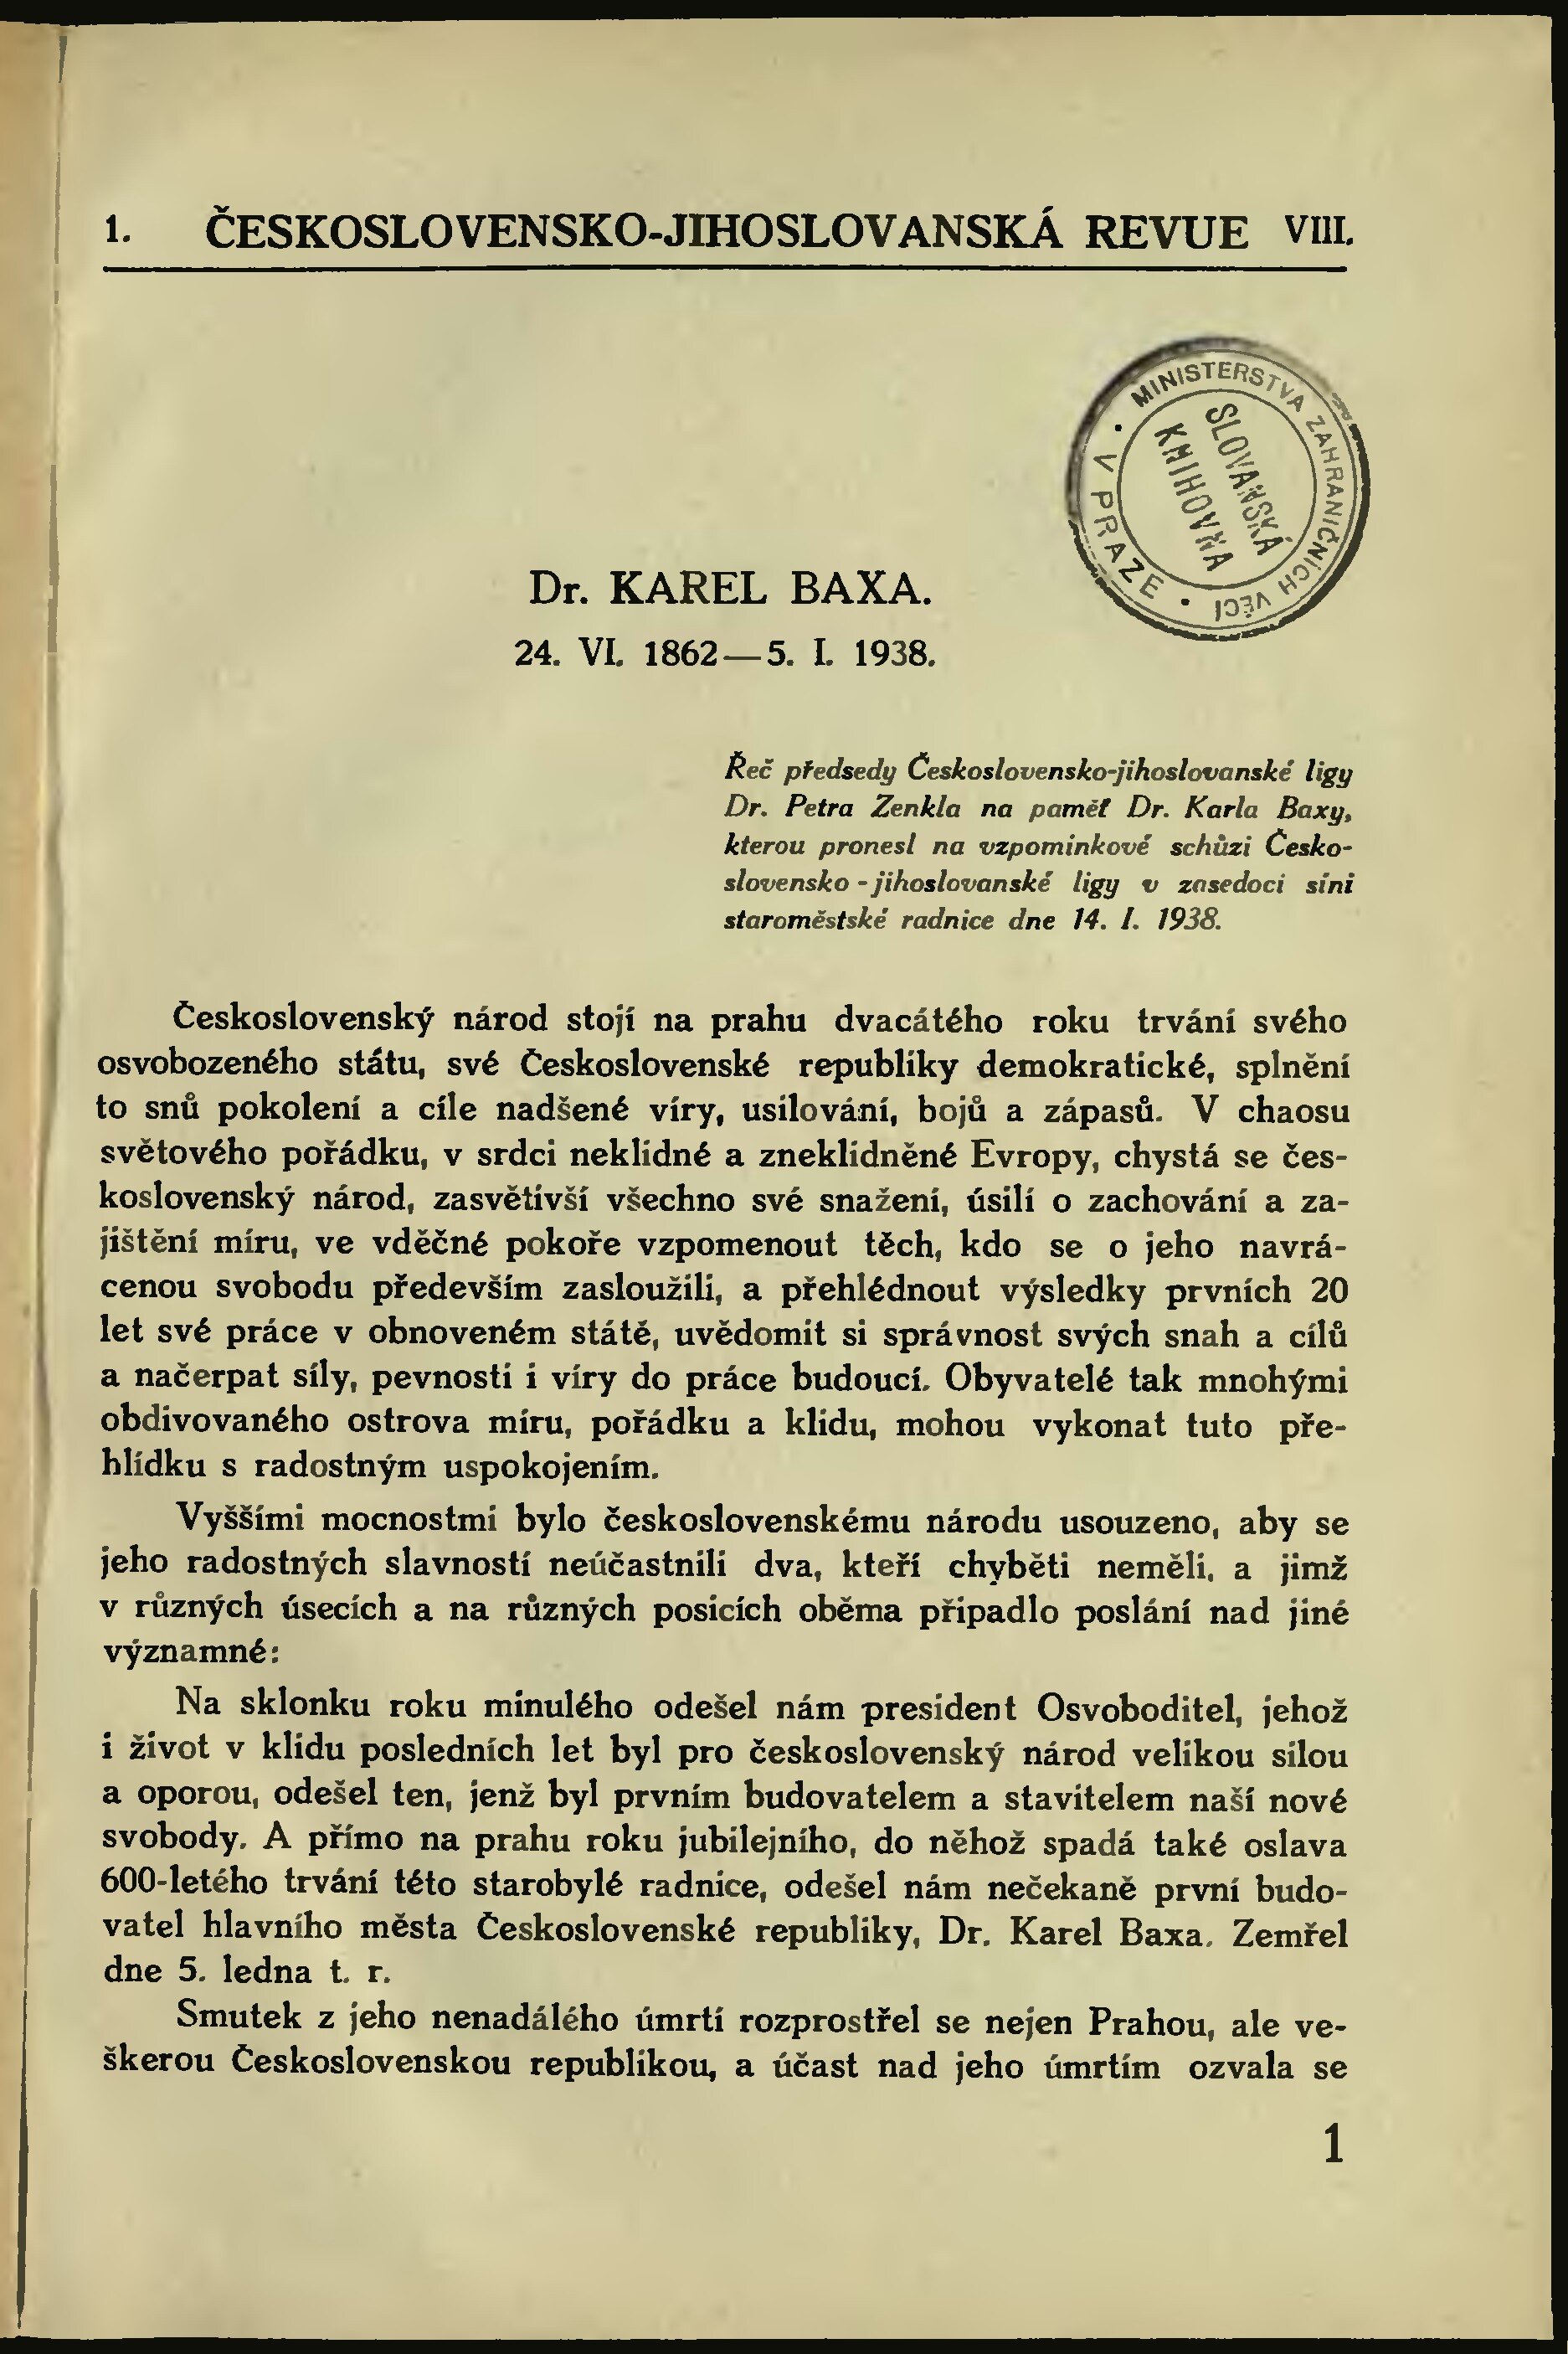 1. ČESKOSLOVENSKO-JIHOSLOVANSKÁ REVUE VIII.
MINISTERSTVA ZAHRANIČNÍCH VĚCÍ • V PRAZE •
SLOVANSKÁ
KNIHOVNA
Dr. KAREL BAXA.
24. VI. 1862—5. I. 1938.
Řeč předsedy Československo-jihoslovanské ligy
Dr. Petra Zenkla na paměť Dr. Karla Baxy,
kterou pronesl na vzpomínkové schůzi Česko-
slovensko-jihoslovanské ligy v zasedací síni
staroměstské radnice dne 14. I. 1938.
Československý národ stojí na prahu dvacátého roku trvání svého
osvobozeného státu, své Československé republiky demokratické, splnění
to snů pokolení a cíle nadšené víry, usilování, bojů a zápasů. V chaosu
světového pořádku, v srdci neklidné a zneklidněné Evropy, chystá se čes-
koslovenský národ, zasvětivší všechno své snažení, úsilí o zachování a za-
jištění míru, ve vděčné pokoře vzpomenout těch, kdo se o jeho navrá-
cenou svobodu především zasloužili, a přehlédnout výsledky prvních 20
let své práce v obnoveném státě, uvědomit si správnost svých snah a cílů
a načerpat síly, pevnosti i víry do práce budoucí. Obyvatelé tak mnohými
obdivovaného ostrova míru, pořádku a klidu, mohou vykonat tuto pře-
hlídku s radostným uspokojením.
Vyššími mocnostmi bylo československému národu usouzeno, aby se
jeho radostných slavností neúčastnili dva, kteří chyběti neměli, a jimž
v různých úsecích a na různých posicích oběma připadlo poslání nad jiné
významné:
Na sklonku roku minulého odešel nám president Osvoboditel, jehož
i život v klidu posledních let byl pro československý národ velikou silou
a oporou, odešel ten, jenž byl prvním budovatelem a stavitelem naší nové
svobody. A přímo na prahu roku jubilejního, do něhož spadá také oslava
600-letého trvání této starobylé radnice, odešel nám nečekaně první budo-
vatel hlavního města Československé republiky, Dr. Karel Baxa. Zemřel
dne 5. ledna t. r.
Smutek z jeho nenadálého úmrtí rozprostřel se nejen Prahou, ale ve-
škerou Československou republikou, a účast nad jeho úmrtím ozvala se
1